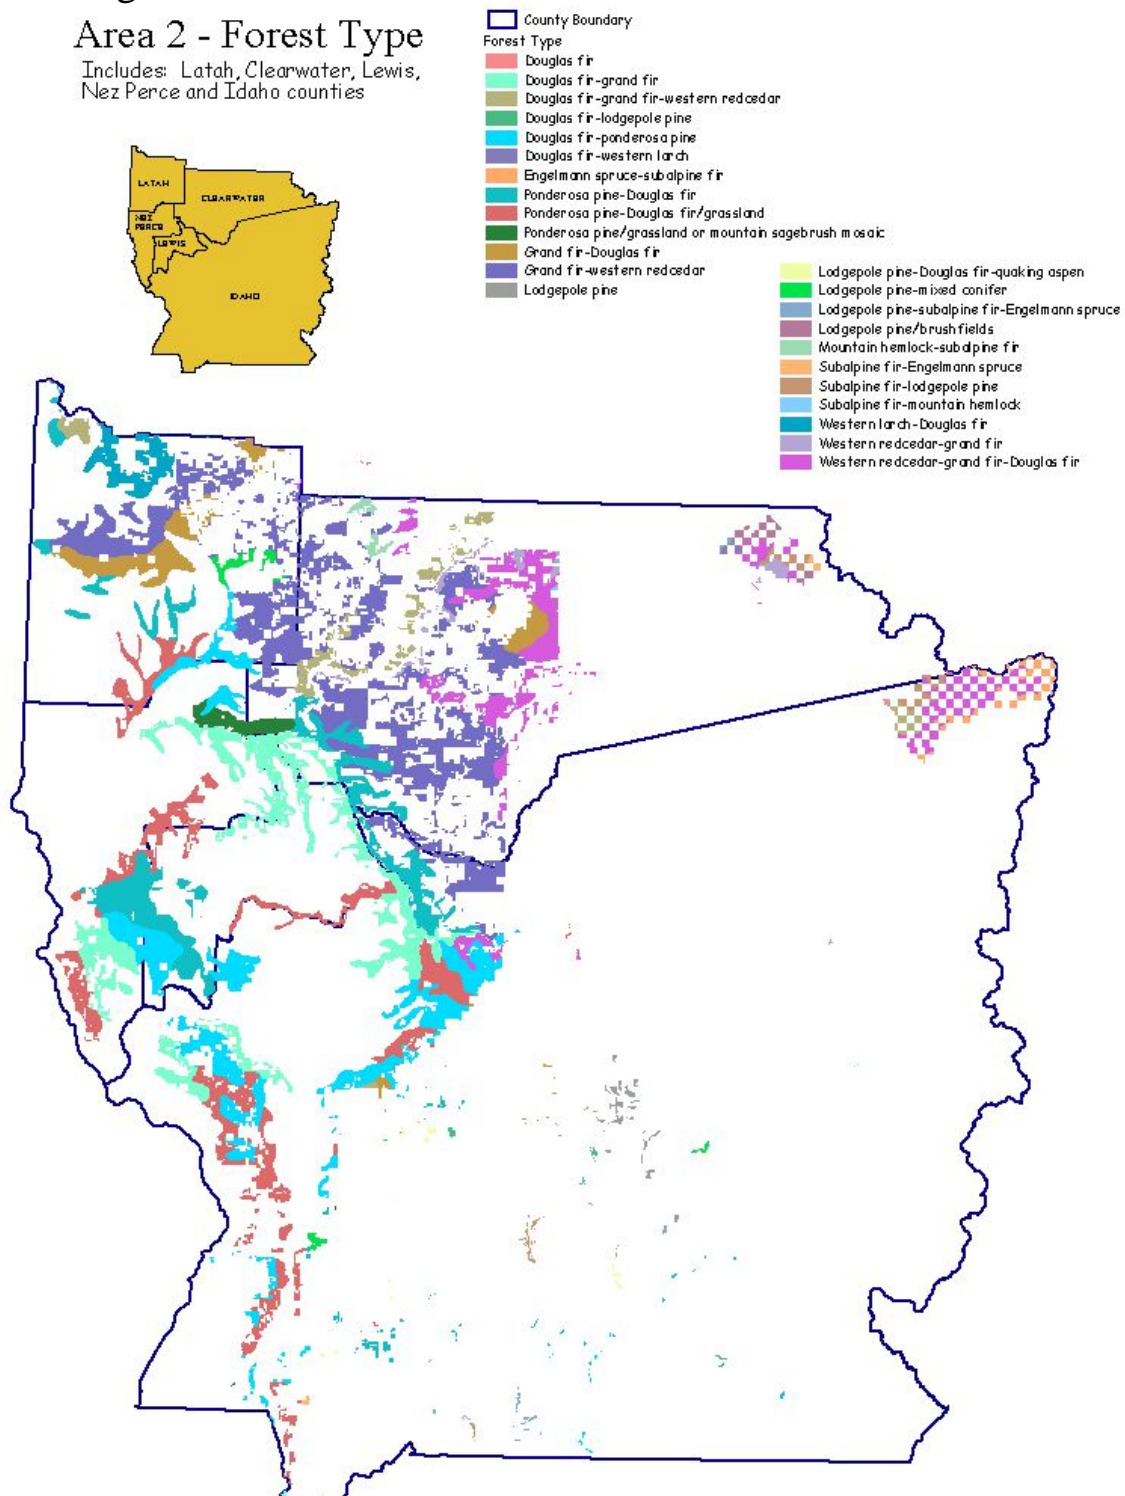 Area 2 - Forest Type
Includes: Latah, Clearwater, Lewis,
Nez Perce and Idaho counties
County Boundary
Forest Type
Douglas fir
Douglas fir-grand fir
Douglas fir-grand fir-western redcedar
Douglas fir-lodgepole pine
Douglas fir-ponderosa pine
Douglas fir-western larch
Engelmann spruce-subalpine fir
Ponderosa pine-Douglas fir
Ponderosa pine-Douglas fir/grassland
Ponderosa pine/grassland or mountain sagebrush mosaic
Grand fir-Douglas fir
Grand fir-western redcedar
Lodgepole pine
Lodgepole pine-Douglas fir-quaking aspen
Lodgepole pine-mixed conifer
Lodgepole pine-subalpine fir-Engelmann spruce
Lodgepole pine/brushfields
Mountain hemlock-subalpine fir
Subalpine fir-Engelmann spruce
Subalpine fir-lodgepole pine
Subalpine fir-mountain hemlock
Western larch-Douglas fir
Western redcedar-grand fir
Western redcedar-grand fir-Douglas fir
LATAH
CLEARWATER
NEZ
PERCE
LEWIS
IDAHO